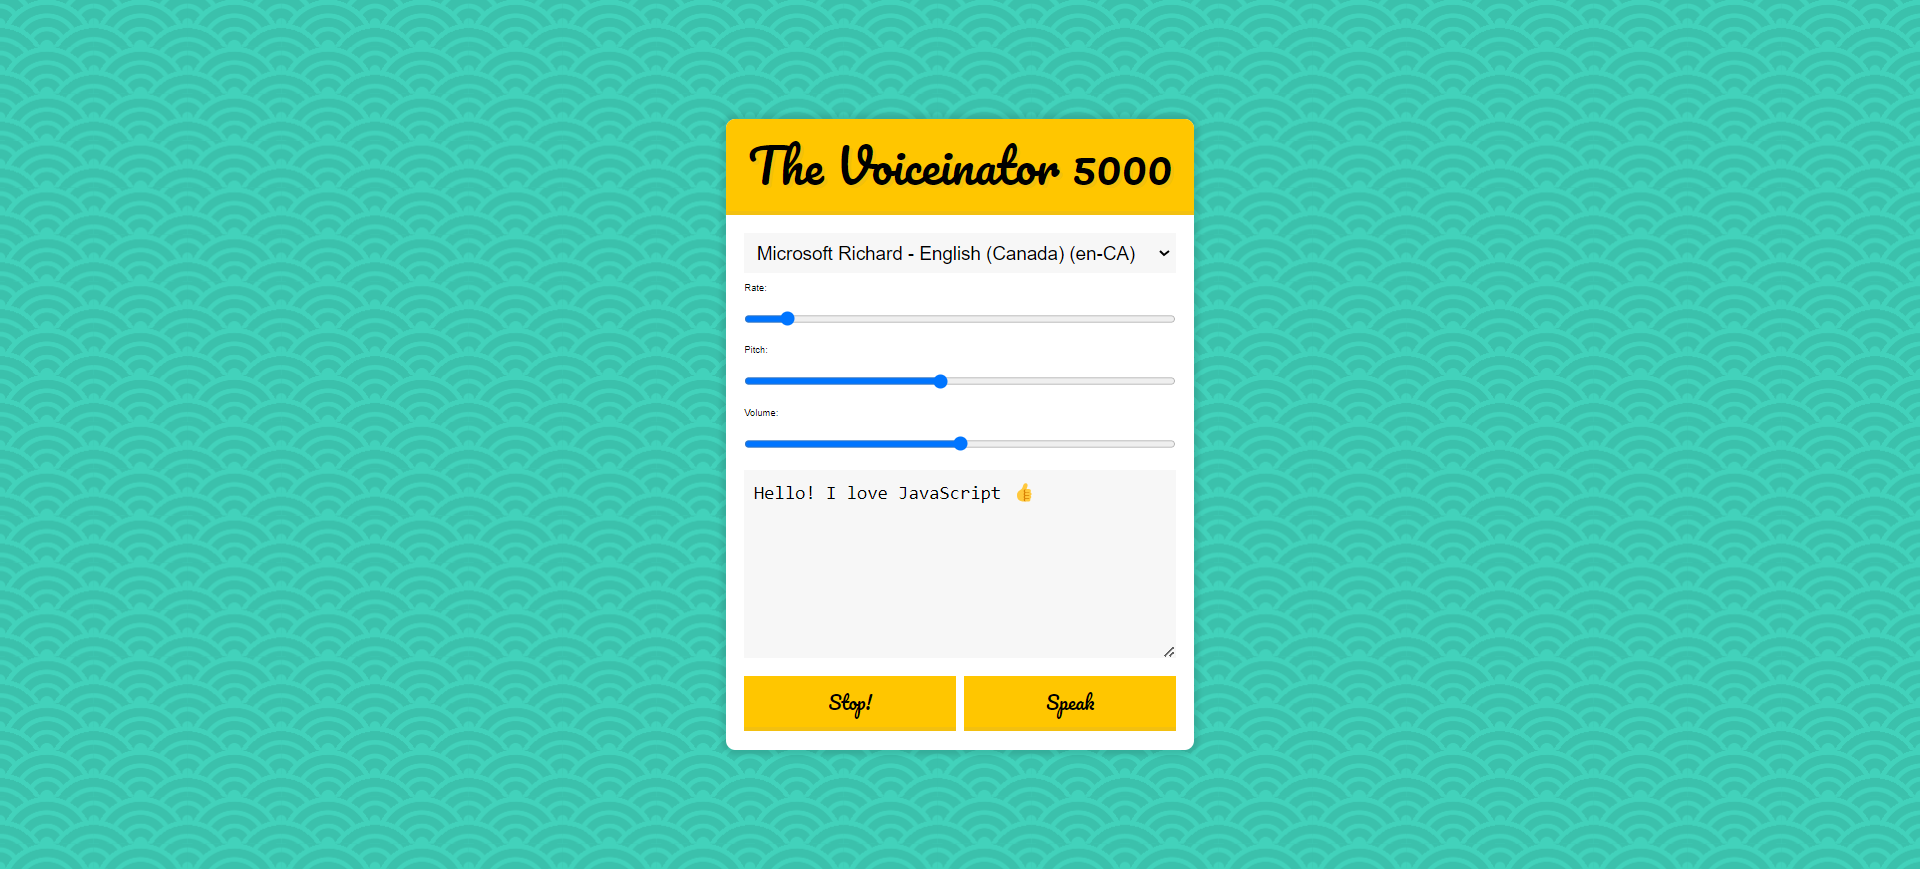 The Voiceinator 5000
Microsoft Richard - English (Canada) (en-CA)
Rate:
Pitch:
Volume:
Hello! I love JavaScript 👍
Stop!
Speak